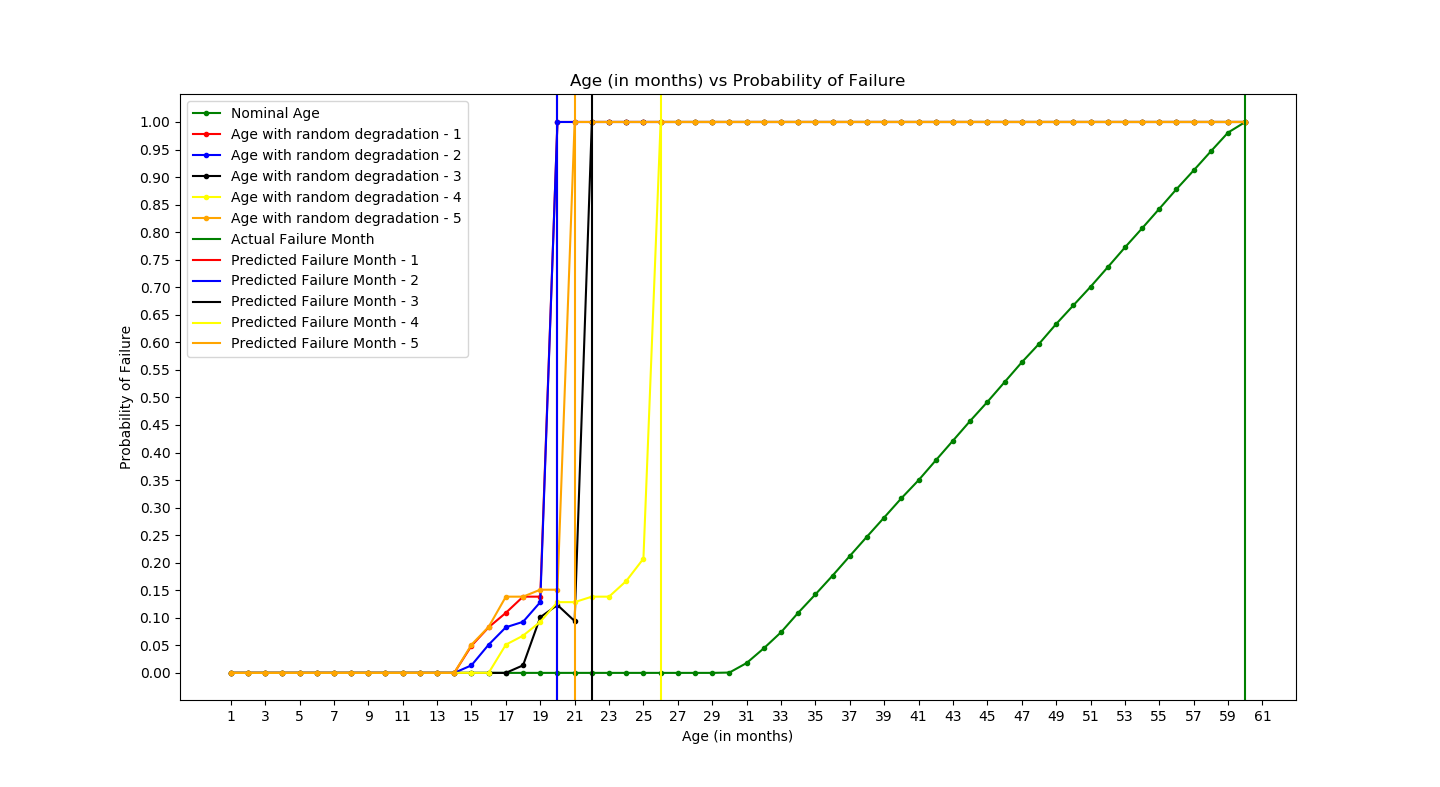 Age (in months) vs Probability of Failure
Nominal Age
Age with random degradation - 1
Age with random degradation - 2
Age with random degradation - 3
Age with random degradation - 4
Age with random degradation - 5
Actual Failure Month
Predicted Failure Month - 1
Predicted Failure Month - 2
Predicted Failure Month - 3
Predicted Failure Month - 4
Predicted Failure Month - 5
Probability of Failure
1.00
0.95
0.90
0.85
0.80
0.75
0.70
0.65
0.60
0.55
0.50
0.45
0.40
0.35
0.30
0.25
0.20
0.15
0.10
0.05
0.00
1 3 5 7 9 11 13 15 17 19 21 23 25 27 29 31 33 35 37 39 41 43 45 47 49 51 53 55 57 59 61
Age (in months)